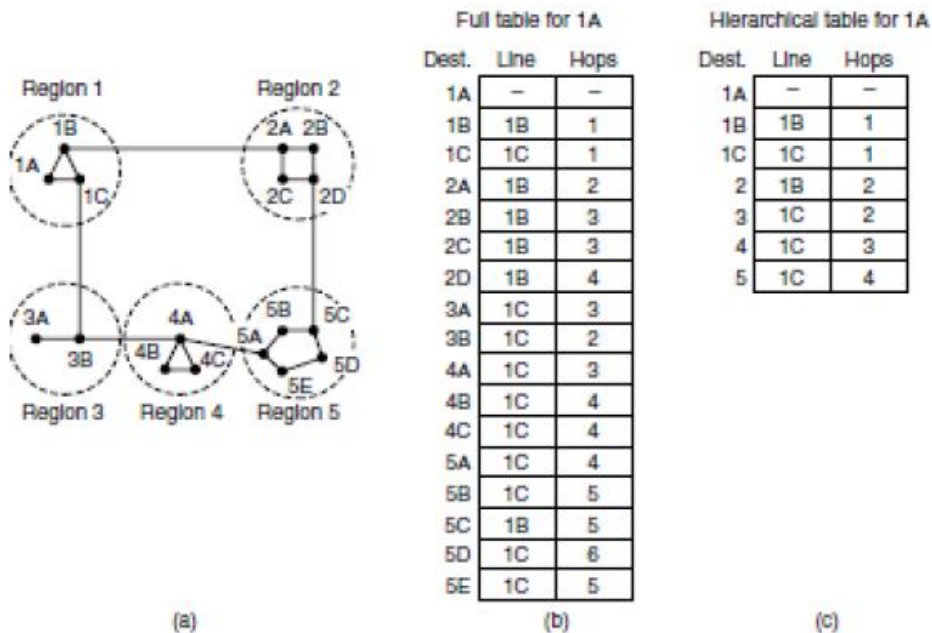 Full table for 1A
Hierarchical table for 1A
Dest. Line Hops
Dest. Line Hops
Region 1
Region 2
1B
2A 2B
1A
1C
2C 2D
3A
3B
4A
4B
4C
5A
5B
5C
5D
5E
Region 3
Region 4
Region 5
1A – –
1B 1B 1
1C 1C 1
2A 1B 2
2B 1B 3
2C 1B 3
2D 1B 4
3A 1C 3
3B 1C 2
4A 1C 3
4B 1C 4
4C 1C 4
5A 1C 4
5B 1C 5
5C 1B 5
5D 1C 6
5E 1C 5
1A – –
1B 1B 1
1C 1C 1
2 1B 2
3 1C 2
4 1C 3
5 1C 4
(a)
(b)
(c)